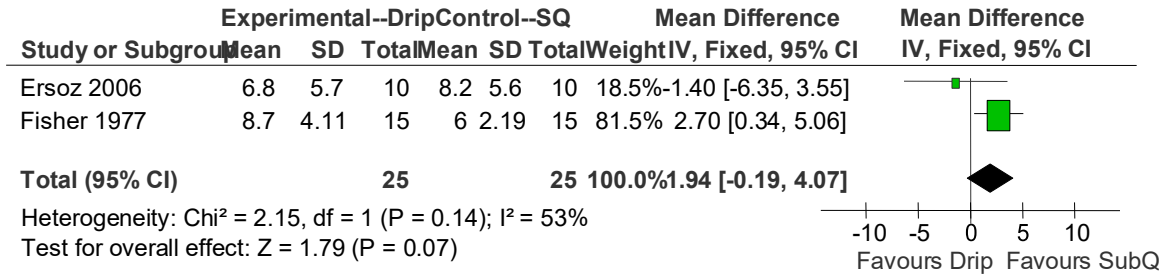 Experimental--Drip Control--SQ Mean Difference Mean Difference
Study or Subgroup Mean SD Total Mean SD Total Weight IV, Fixed, 95% CI IV, Fixed, 95% CI
Ersoz 2006 6.8 5.7 10 8.2 5.6 10 18.5% -1.40 [-6.35, 3.55]
Fisher 1977 8.7 4.11 15 6 2.19 15 81.5% 2.70 [0.34, 5.06]
Total (95% CI) 25 25 100.0% 1.94 [-0.19, 4.07]
Heterogeneity: Chi² = 2.15, df = 1 (P = 0.14); I² = 53%
Test for overall effect: Z = 1.79 (P = 0.07)
-10 -5 0 5 10
Favours Drip Favours SubQ